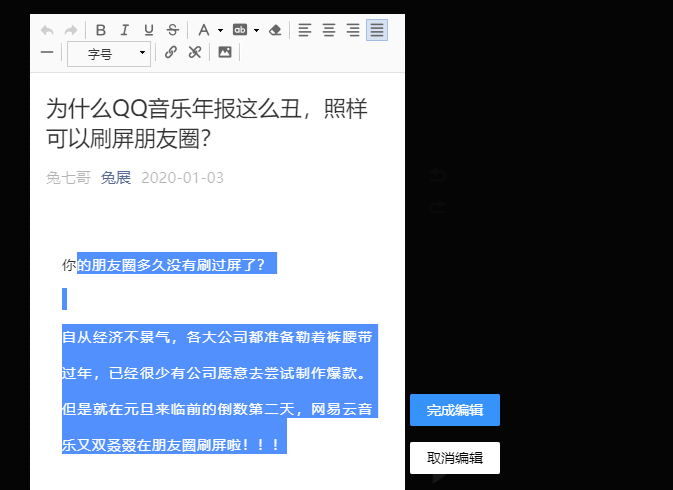 B I U S A ab
字号
为什么QQ音乐年报这么丑，照样
可以刷屏朋友圈？
兔七哥 兔展 2020-01-03
你的朋友圈多久没有刷过屏了？
自从经济不景气，各大公司都准备勒着裤腰带
过年，已经很少有公司愿意去尝试制作爆款。
但是就在元旦来临前的倒数第二天，网易云音
乐又双叒叕在朋友圈刷屏啦！！！
完成编辑
取消编辑